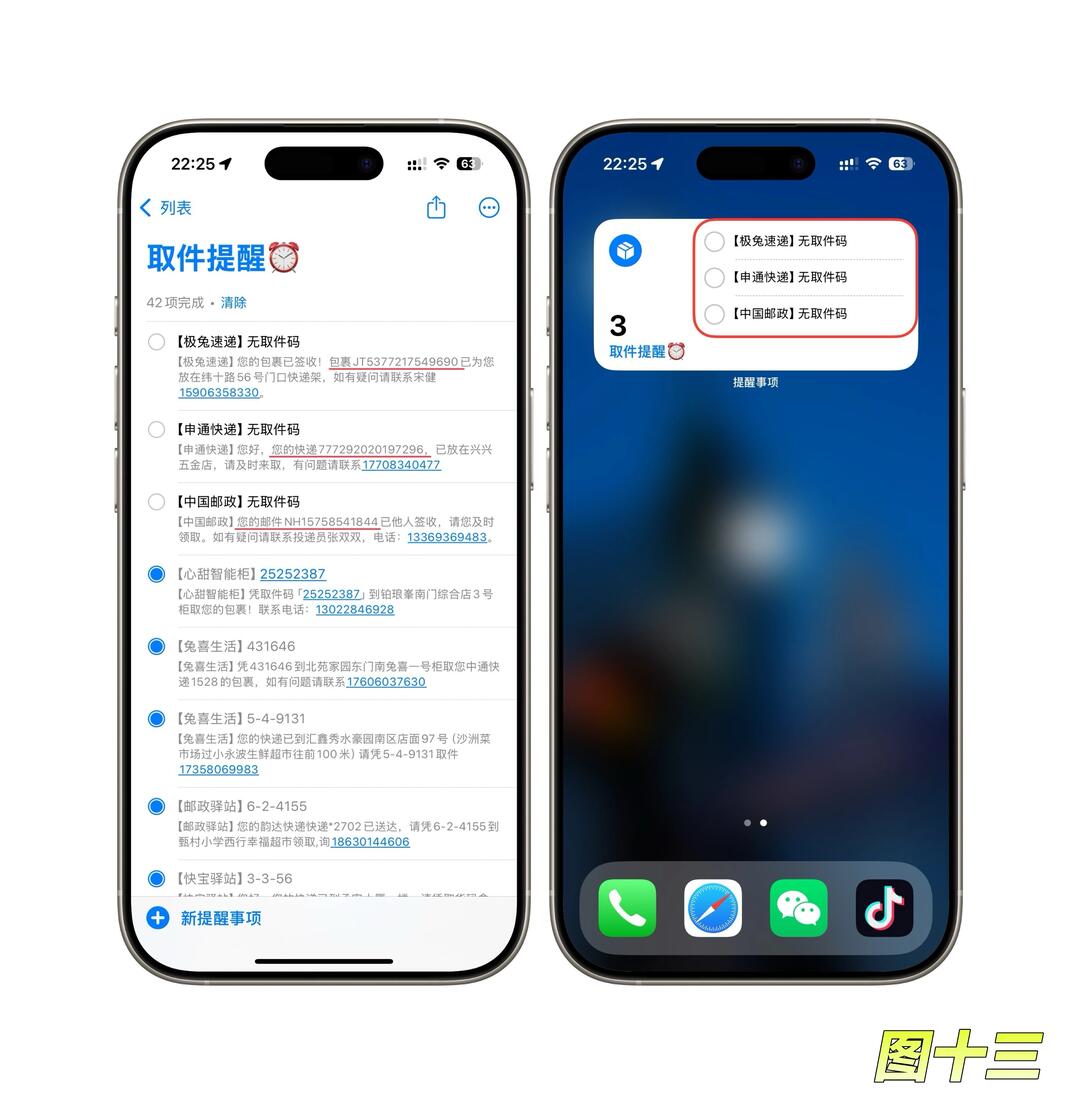 22:25
63
列表
取件提醒⏰
42项完成 • 清除
【极兔速递】无取件码
【极兔速递】您的包裹已签收！包裹JT5377217549690已为您
放在纬十路56号门口快递架，如有疑问请联系宋健
15906358330。
【申通快递】无取件码
【申通快递】您好，您的快递777292020197296，已放在兴兴
五金店，请及时来取，有问题请联系17708340477
【中国邮政】无取件码
【中国邮政】您的邮件NH15758541844已他人签收，请您及时
领取。如有疑问请联系投递员张双双，电话：13369369483。
【心甜智能柜】25252387
【心甜智能柜】凭取件码「25252387」到铂琅峯南门综合店3号
柜取您的包裹！联系电话：13022846928
【兔喜生活】431646
【兔喜生活】凭431646到北苑家园东门南兔喜一号柜取您中通快
递1528的包裹，如有问题请联系17606037630
【兔喜生活】5-4-9131
【兔喜生活】您的快递已到汇鑫秀水豪园南区店面97号（沙洲菜
市场过小永波生鲜超市往前100米）请凭5-4-9131取件
17358069983
【邮政驿站】6-2-4155
【邮政驿站】您的韵达快递快递*2702已送达，请凭6-2-4155到
甄村小学西行幸福超市领取,询18630144606
【快宝驿站】3-3-56
新提醒事项
22:25
63
【极兔速递】无取件码
【申通快递】无取件码
【中国邮政】无取件码
3
取件提醒⏰
提醒事项
图十三